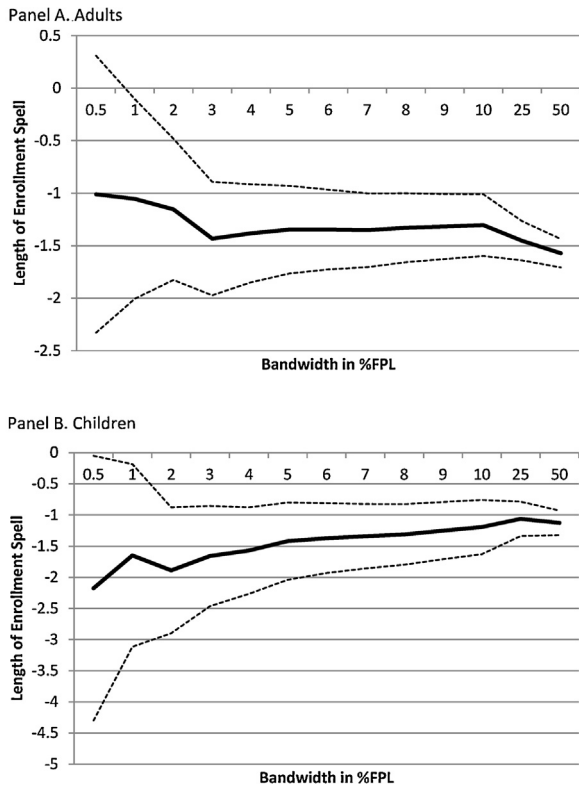 Panel A. Adults
0.5
0
0.5 1 2 3 4 5 6 7 8 9 10 25 50
-0.5
-1
-1.5
-2
-2.5
Length of Enrollment Spell
Bandwidth in %FPL
Panel B. Children
0
0.5 1 2 3 4 5 6 7 8 9 10 25 50
-0.5
-1
-1.5
-2
-2.5
-3
-3.5
-4
-4.5
-5
Length of Enrollment Spell
Bandwidth in %FPL